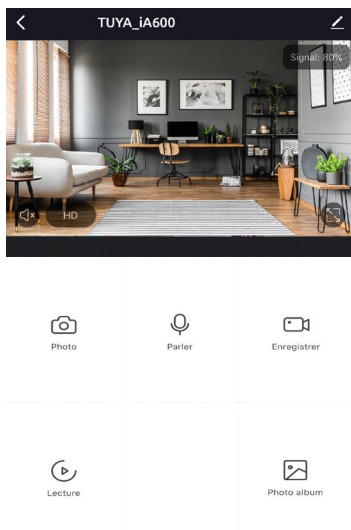 TUYA_iA600
Signal: 80%
HD
Photo
Parler
Enregistrer
Lecture
Photo album